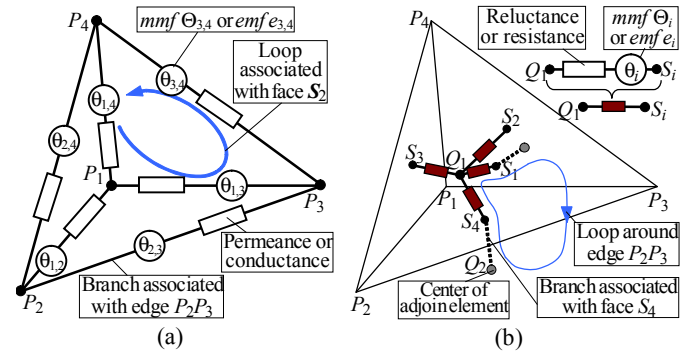 P4
mmf Θ3,4 or emf e3,4
θ3,4
Loop
associated
with face S2
θ1,4
θ2,4
P1
θ1,3
P3
θ1,2
θ2,3
Permeance or
conductance
P2
Branch associated
with edge P2P3
(a)
P4
Reluctance
or resistance
mmf Θi
or emf ei
Q1
θi
Si
Q1
Si
S2
S3
Q1
S1
P1
P3
S4
Loop around
edge P2P3
Q2
P2
Center of
adjoin element
Branch associated
with face S4
(b)